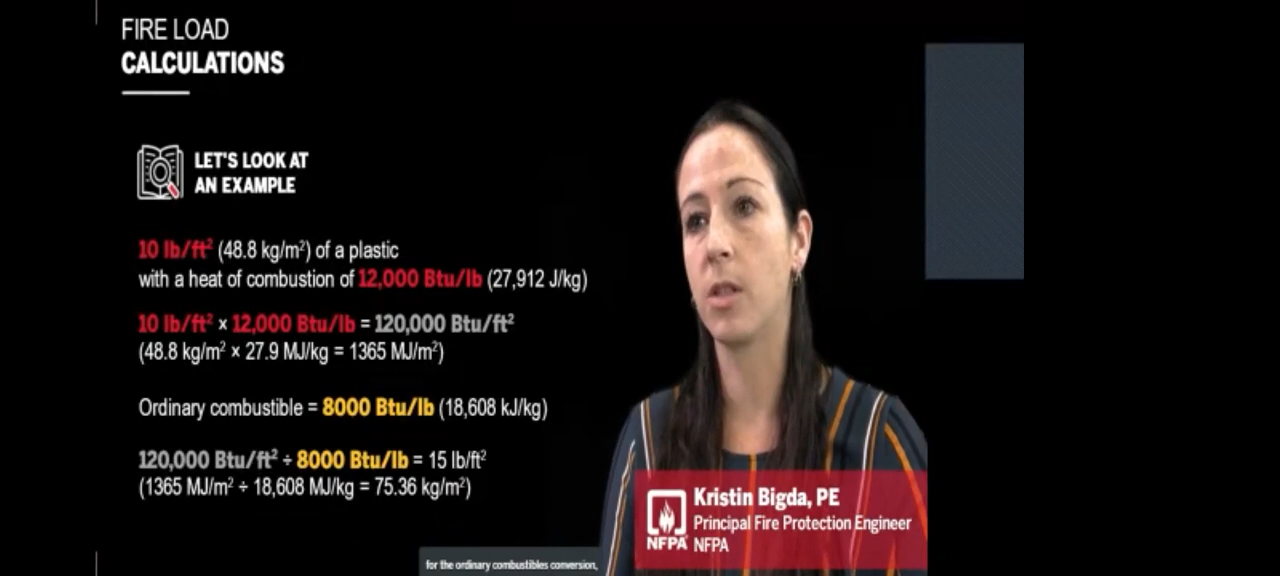 FIRE LOAD
CALCULATIONS
LET'S LOOK AT
AN EXAMPLE
10 lb/ft² (48.8 kg/m²) of a plastic
with a heat of combustion of 12,000 Btu/lb (27,912 J/kg)
10 lb/ft² × 12,000 Btu/lb = 120,000 Btu/ft²
(48.8 kg/m² × 27.9 MJ/kg = 1365 MJ/m²)
Ordinary combustible = 8000 Btu/lb (18,608 kJ/kg)
120,000 Btu/ft² ÷ 8000 Btu/lb = 15 lb/ft²
(1365 MJ/m² ÷ 18,608 MJ/kg = 75.36 kg/m²)
Kristin Bigda, PE
Principal Fire Protection Engineer
NFPA
NFPA
for the ordinary combustibles conversion,